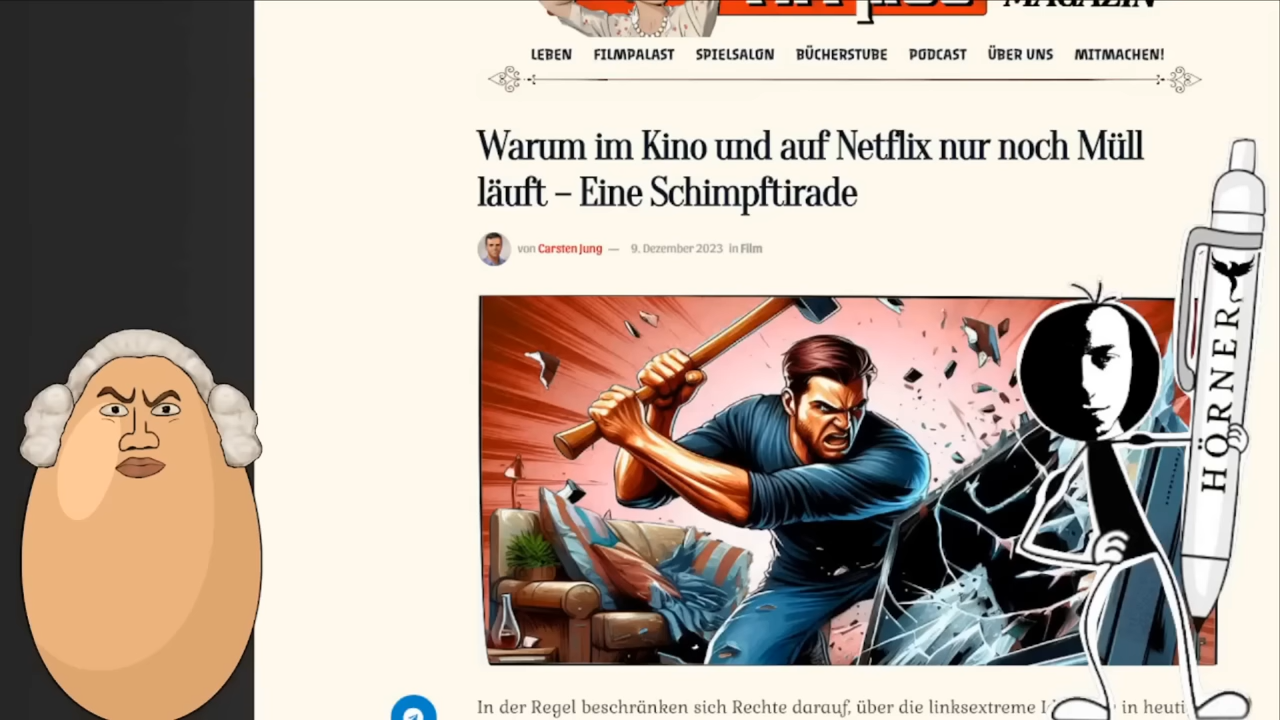 MAGAZIN
LEBEN FILMPALAST SPIELSALON BÜCHERSTUBE PODCAST ÜBER UNS MITMACHEN!
Warum im Kino und auf Netflix nur noch Müll
läuft – Eine Schimpftirade
von Carsten Jung — 9. Dezember 2023 in Film
HÖRNER
In der Regel beschränken sich Rechte darauf, über die linksextreme in